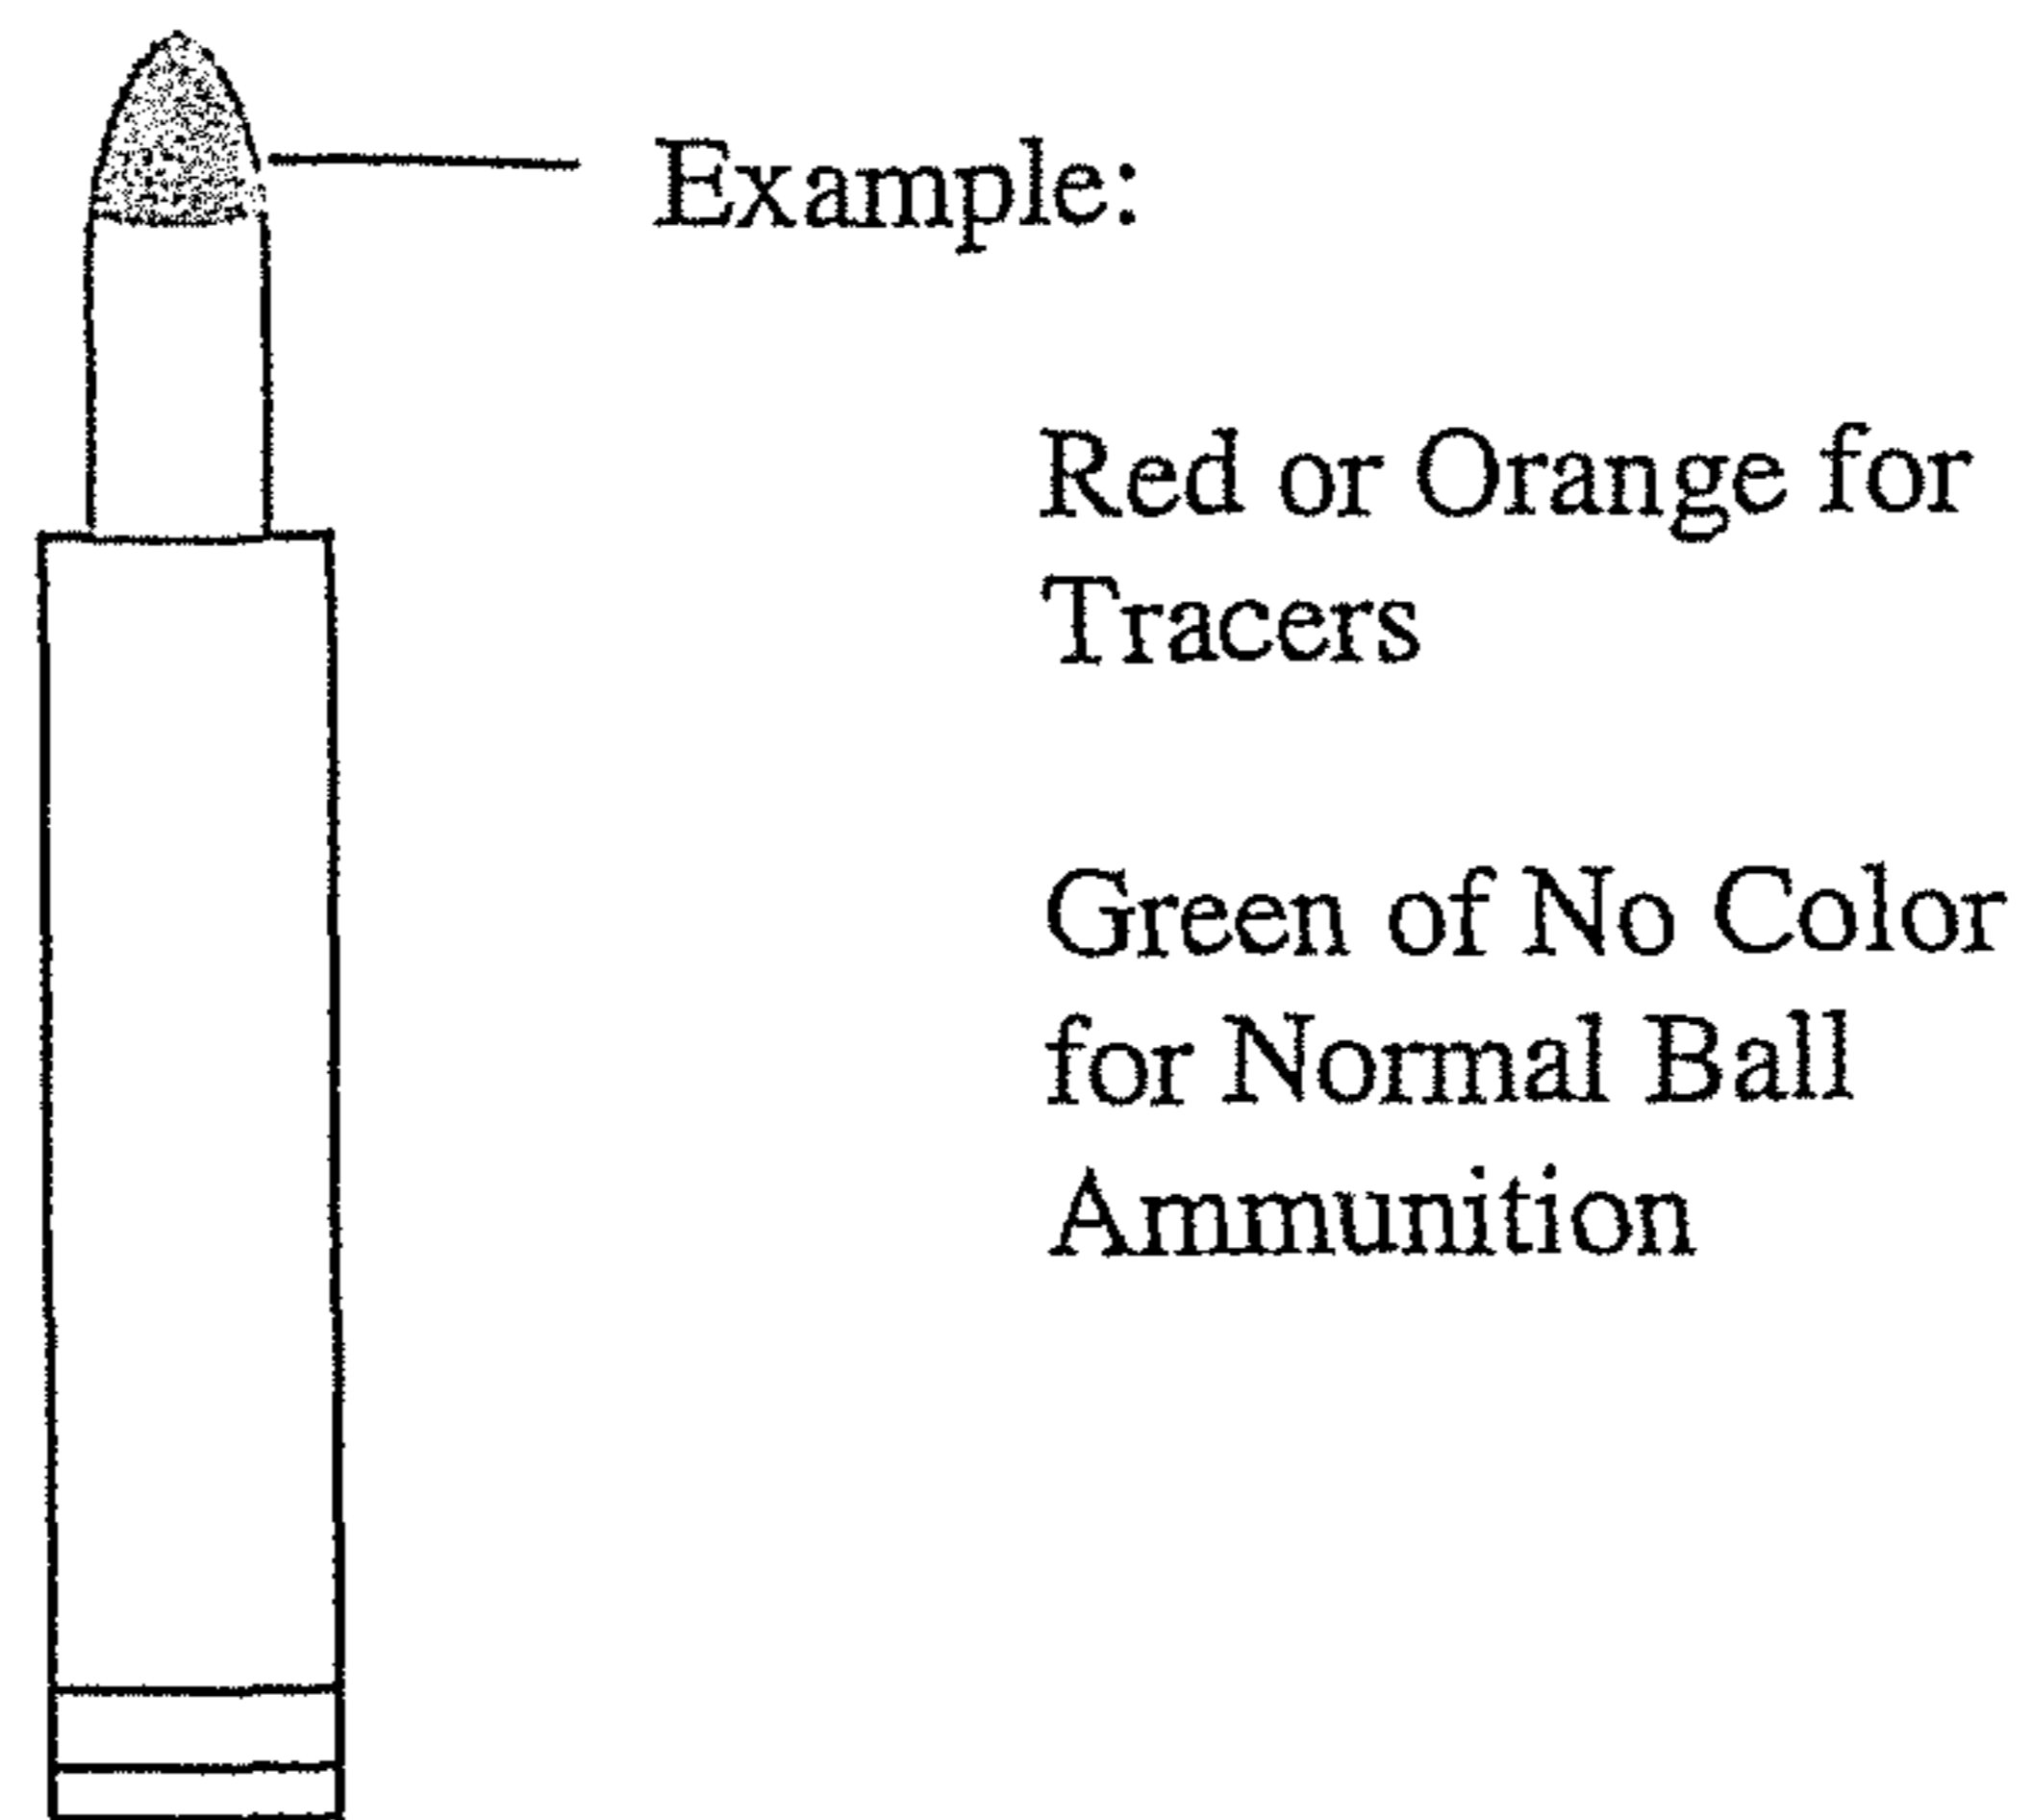 Example:
Red or Orange for
Tracers
Green of No Color
for Normal Ball
Ammunition